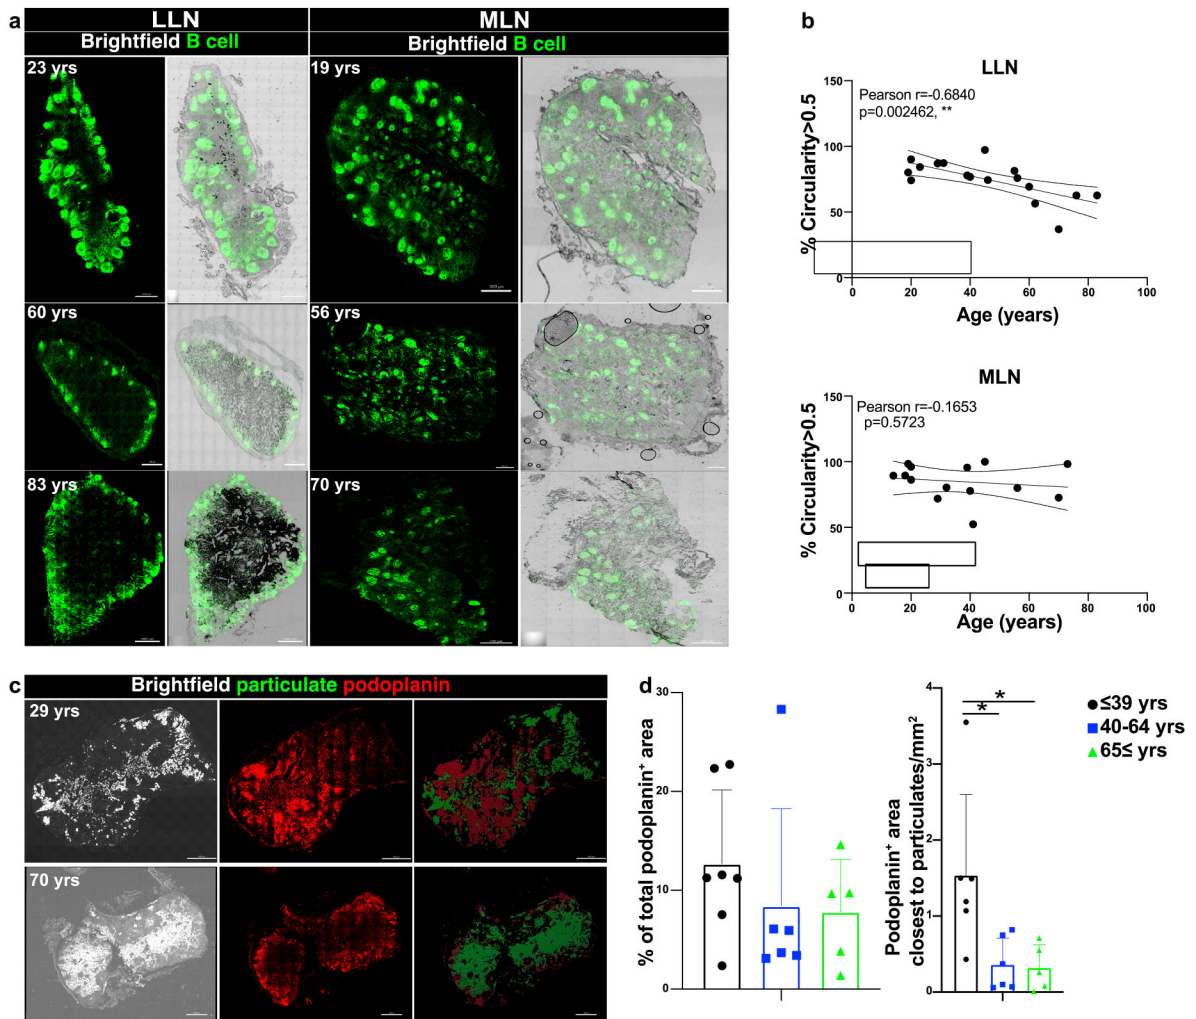 a
LLN
MLN
Brightfield B cell
Brightfield B cell
23 yrs
19 yrs
60 yrs
56 yrs
83 yrs
70 yrs
b
LLN
Pearson r=-0.6840
p=0.002462, **
% Circularity>0.5
150
100
50
0
0
20
40
60
80
100
Age (years)
MLN
Pearson r=-0.1653
p=0.5723
% Circularity>0.5
150
100
50
0
0
20
40
60
80
100
Age (years)
c
Brightfield particulate podoplanin
29 yrs
70 yrs
d
% of total podoplanin⁺ area
30
20
10
0
Podoplanin⁺ area
closest to particulates/mm²
4
3
2
1
0
*
*
≤39 yrs
40-64 yrs
65≤ yrs